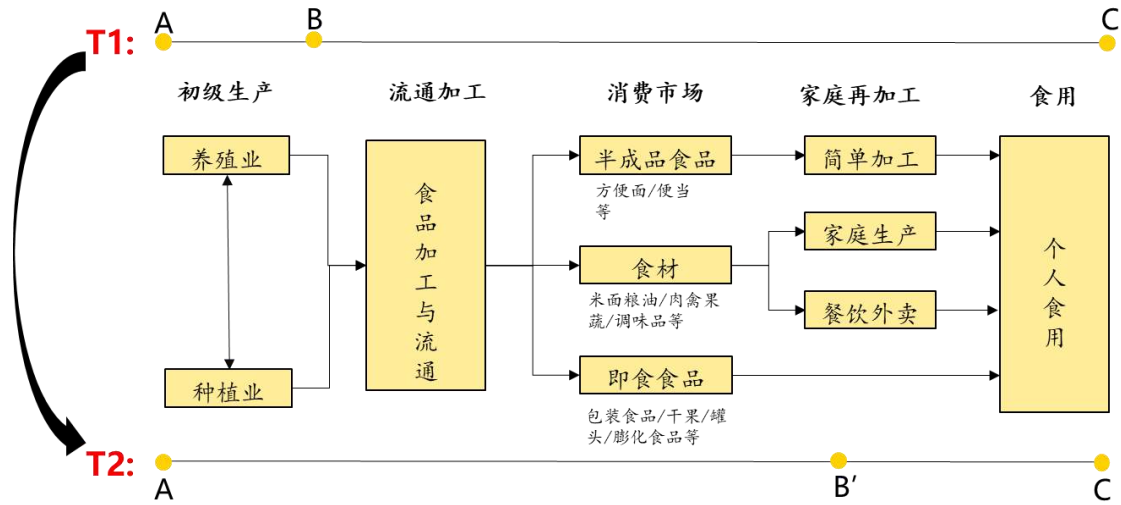 A
B
C
T1:
初级生产
流通加工
消费市场
家庭再加工
食用
养殖业
半成品食品
简单加工
方便面/便当
等
食品加工与流通
家庭生产
食材
个人食用
米面粮油/肉禽果
蔬/调味品等
餐饮外卖
种植业
即食食品
包装食品/干果/罐
头/膨化食品等
T2:
A
B'
C